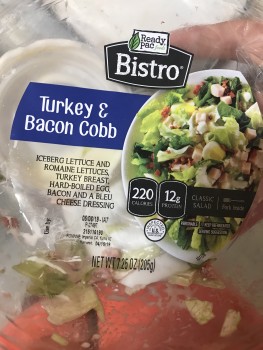 Ready
pac
foods
Bistro
Turkey &
Bacon Cobb
ICEBERG LETTUCE AND
ROMAINE LETTUCES,
TURKEY BREAST,
HARD-BOILED EGG,
BACON AND A BLEU
CHEESE DRESSING
220
CALORIES
12g
PROTEIN
CLASSIC
SALAD
NET WT 7.25 OZ (205g)